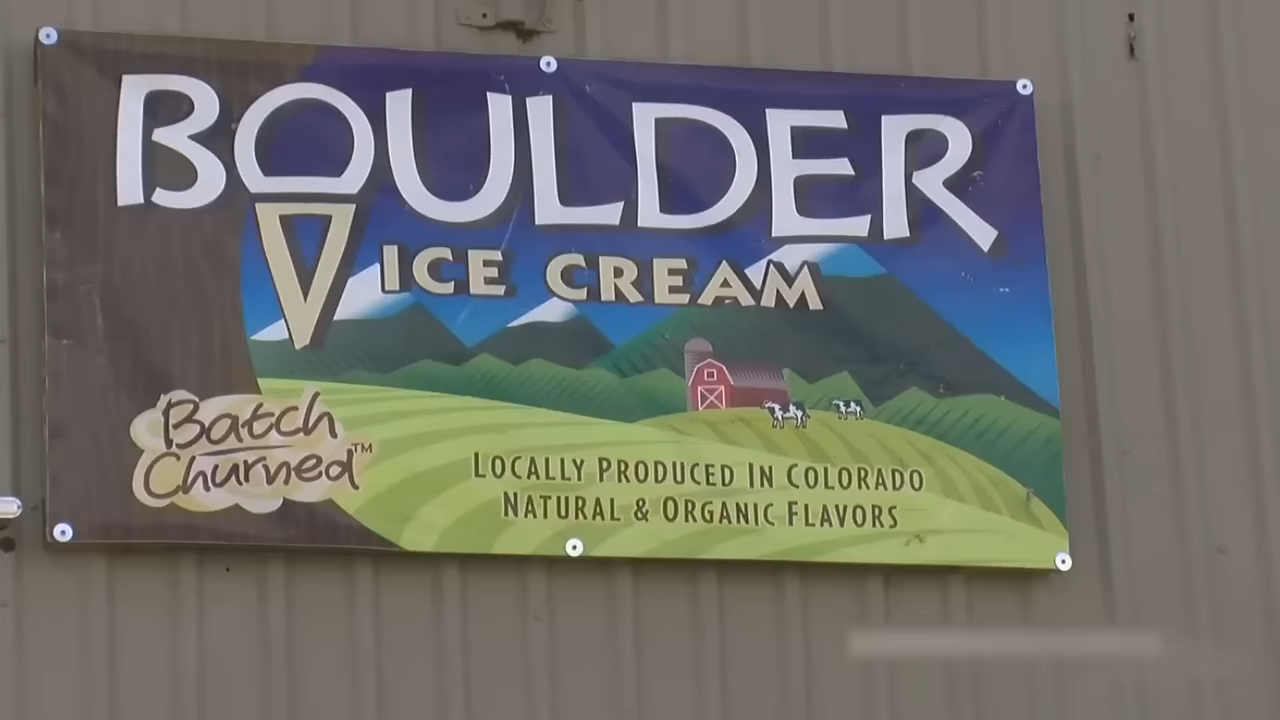 BOULDER
ICE CREAM
Batch
Churned™
LOCALLY PRODUCED IN COLORADO
NATURAL & ORGANIC FLAVORS